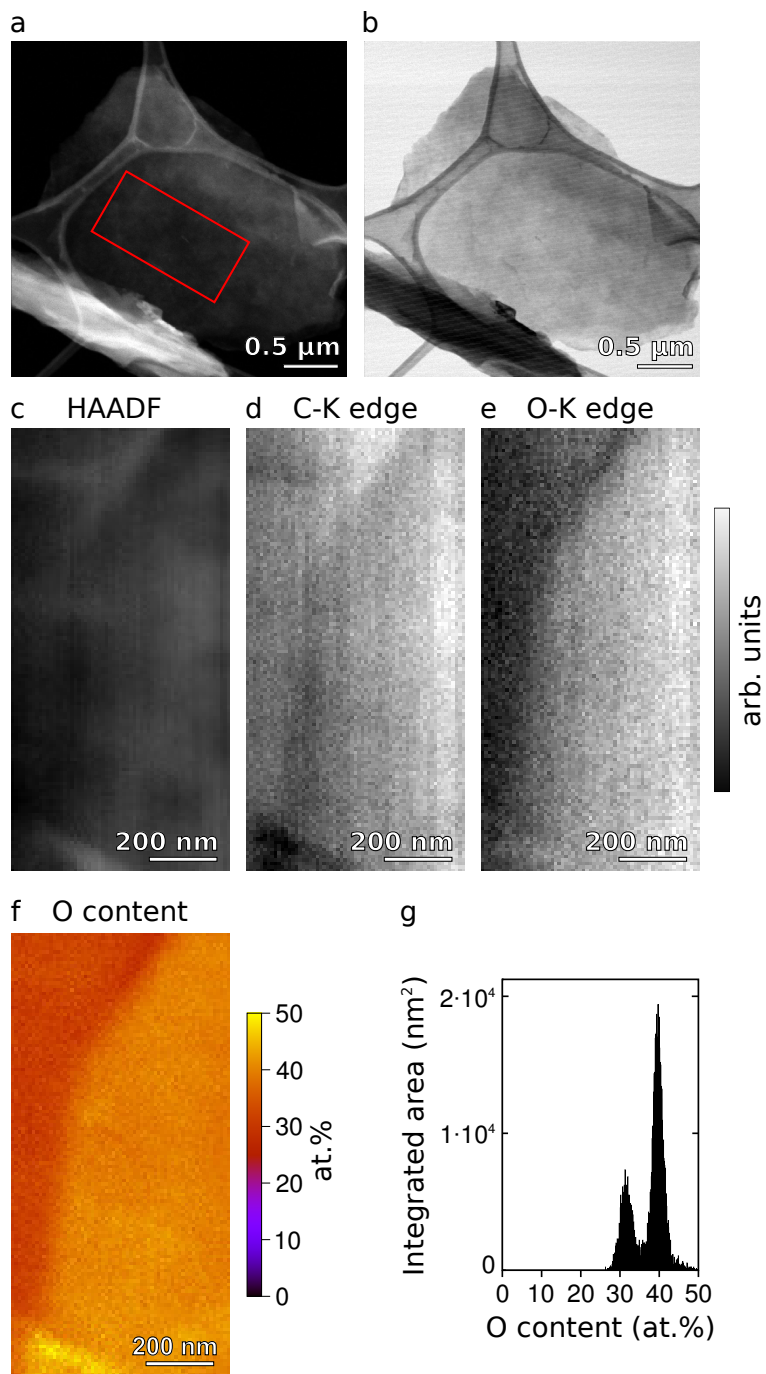 a
b
0.5 µm
0.5 µm
c HAADF
d C-K edge
e O-K edge
200 nm
200 nm
200 nm
arb. units
f O content
g
50
40
30
20
10
0
at.%
200 nm
Integrated area (nm²)
2·10⁴
1·10⁴
0
0 10 20 30 40 50
O content (at.%)